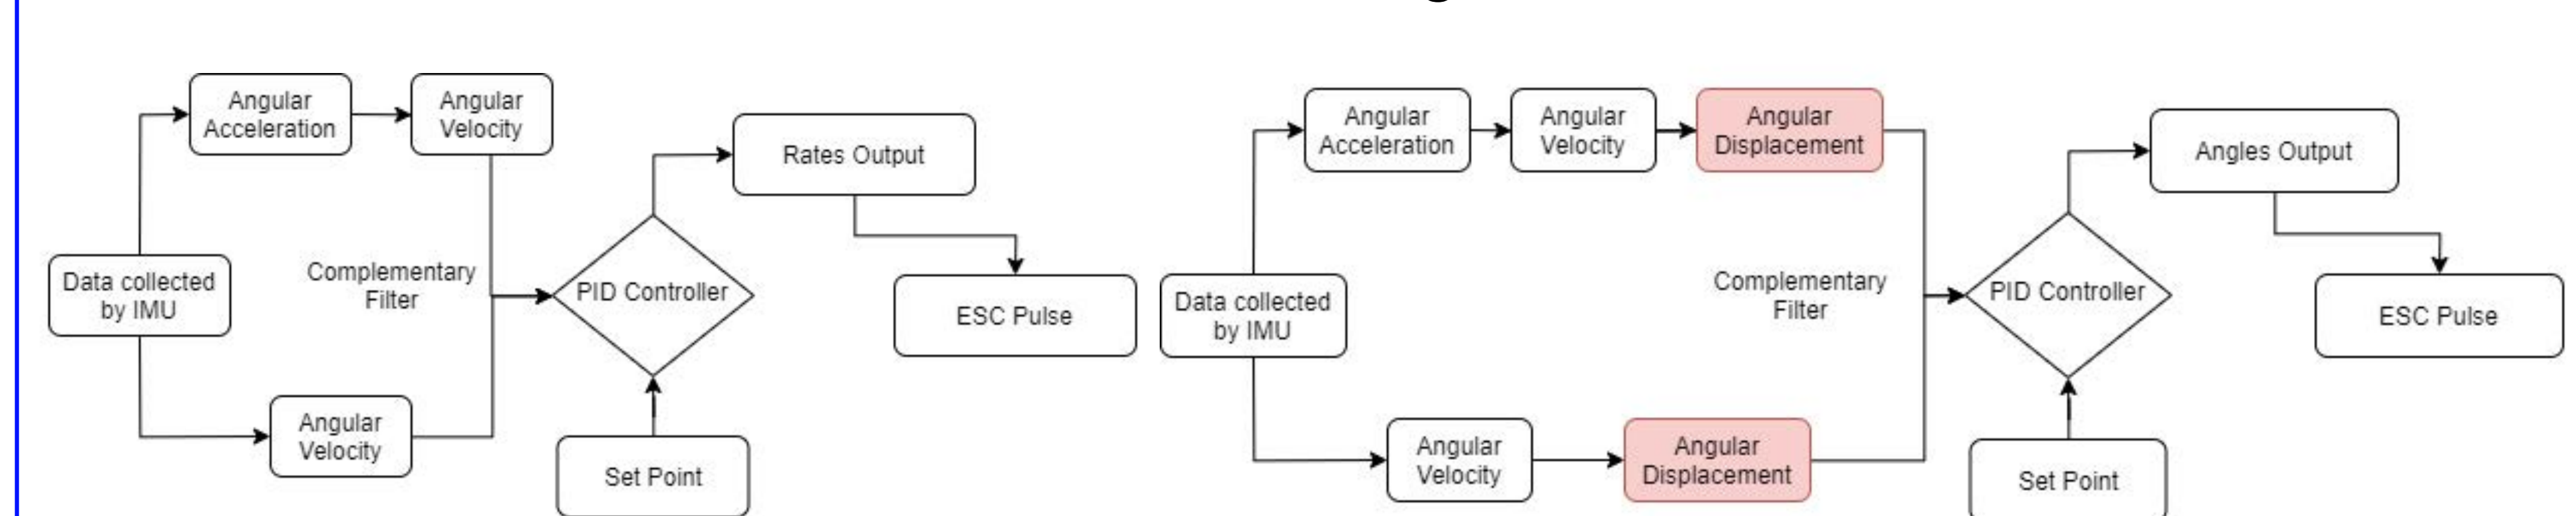 Angular
Acceleration
Angular
Velocity
Rates Output
Data collected
by IMU
Complementary
Filter
PID Controller
ESC Pulse
Angular
Velocity
Set Point
Angular
Acceleration
Angular
Velocity
Angular
Displacement
Angles Output
Data collected
by IMU
Complementary
Filter
PID Controller
ESC Pulse
Angular
Velocity
Angular
Displacement
Set Point